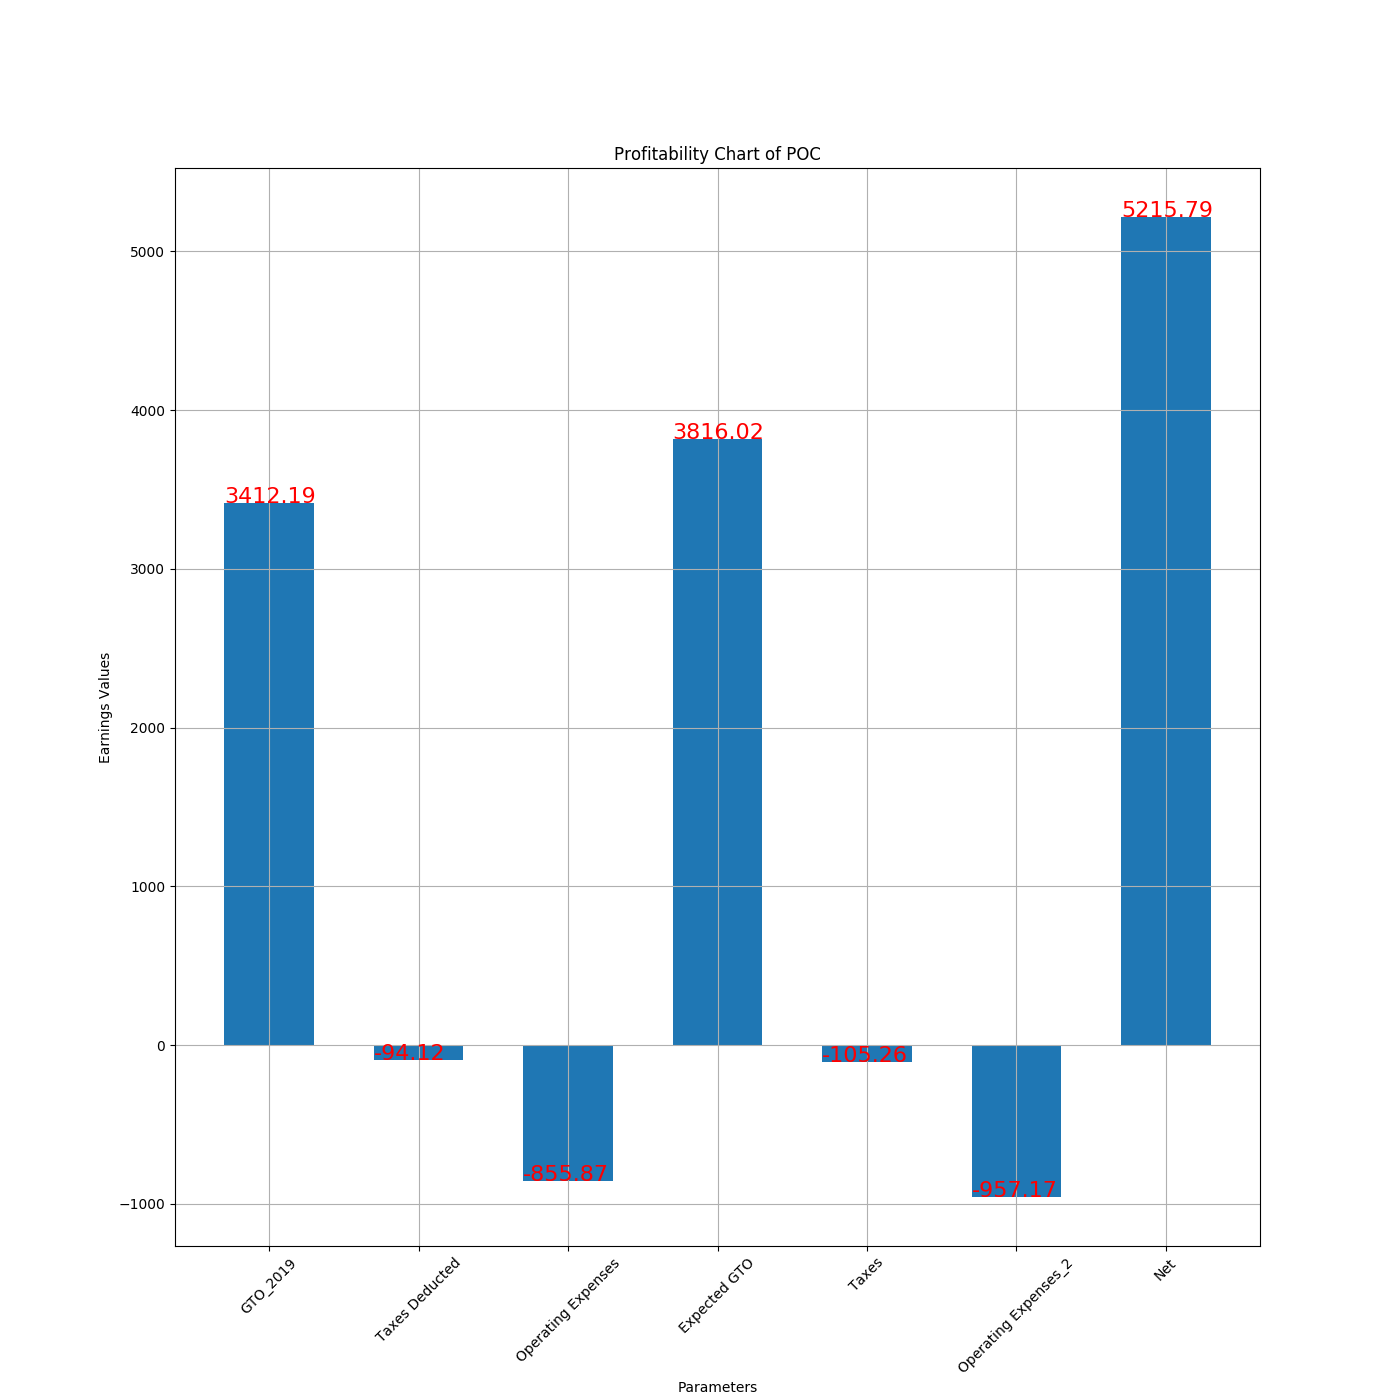 Profitability Chart of POC
5215.79
5000
4000
3816.02
3412.19
3000
Earnings Values
2000
1000
0
-94.12
-105.26
-855.87
-957.17
−1000
GTO_2019
Taxes Deducted
Operating Expenses
Expected GTO
Taxes
Operating Expenses_2
Net
Parameters